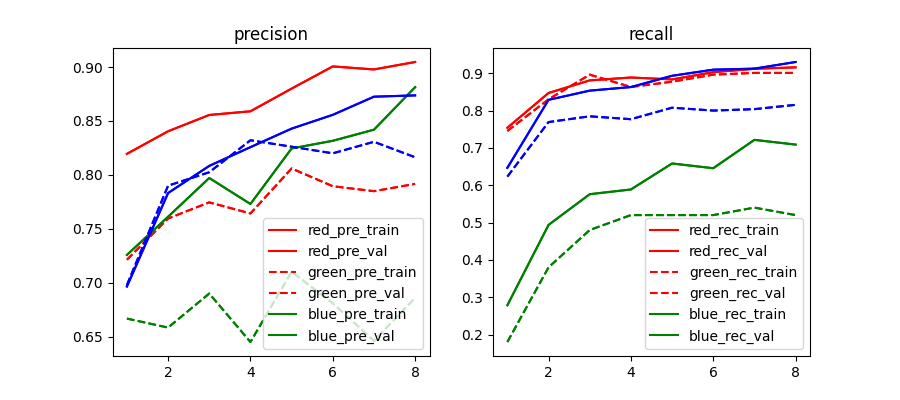 precision
0.90
0.85
0.80
0.75
0.70
0.65
2
4
6
8
red_pre_train
red_pre_val
green_pre_train
green_pre_val
blue_pre_train
blue_pre_val
recall
0.9
0.8
0.7
0.6
0.5
0.4
0.3
0.2
2
4
6
8
red_rec_train
red_rec_val
green_rec_train
green_rec_val
blue_rec_train
blue_rec_val